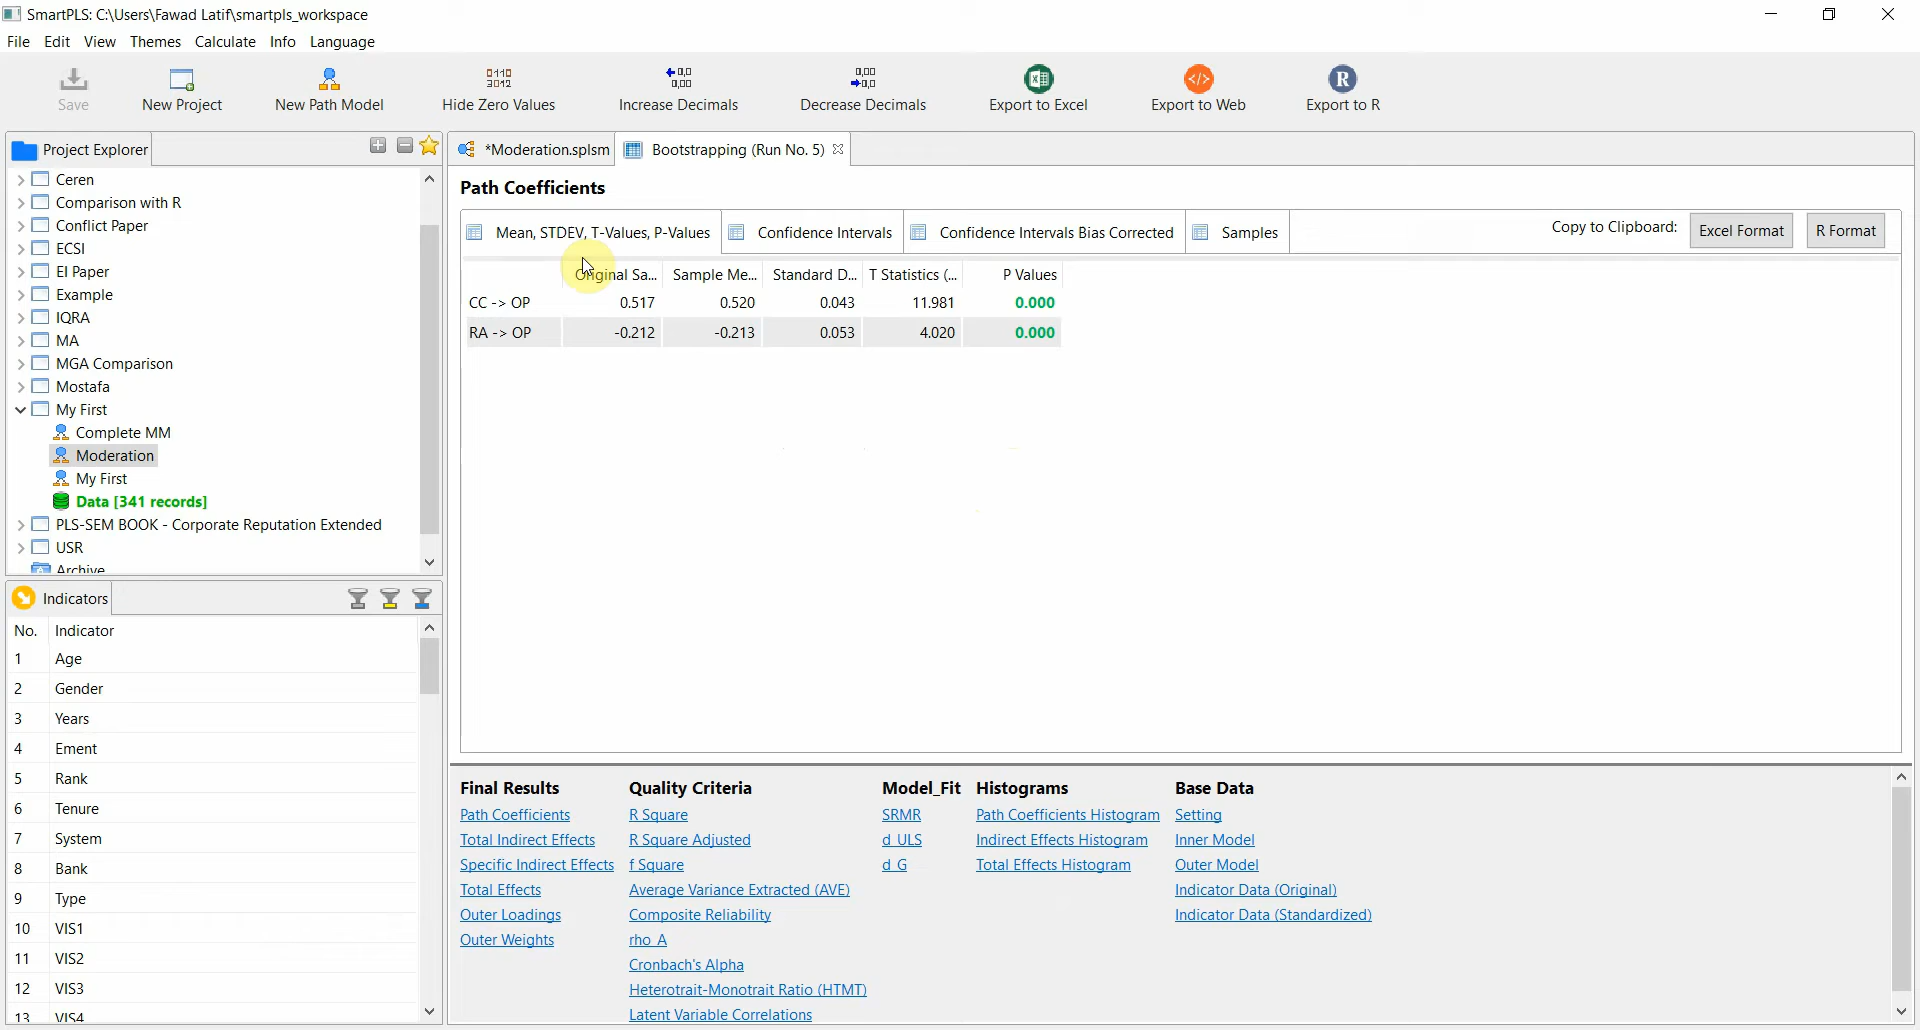 SmartPLS: C:\Users\Fawad Latif\smartpls_workspace
File Edit View Themes Calculate Info Language
Save New Project New Path Model Hide Zero Values Increase Decimals Decrease Decimals Export to Excel Export to Web Export to R
Project Explorer
Ceren
Comparison with R
Conflict Paper
ECSI
EI Paper
Example
IQRA
MA
MGA Comparison
Mostafa
My First
Complete MM
Moderation
My First
Data [341 records]
PLS-SEM BOOK - Corporate Reputation Extended
USR
Archive
Indicators
No. Indicator
1 Age
2 Gender
3 Years
4 Ement
5 Rank
6 Tenure
7 System
8 Bank
9 Type
10 VIS1
11 VIS2
12 VIS3
13 VIS4
*Moderation.splsm Bootstrapping (Run No. 5)
Path Coefficients
Mean, STDEV, T-Values, P-Values Confidence Intervals Confidence Intervals Bias Corrected Samples Copy to Clipboard: Excel Format R Format
Original Sa... Sample Me... Standard D... T Statistics (... P Values
CC -> OP 0.517 0.520 0.043 11.981 0.000
RA -> OP -0.212 -0.213 0.053 4.020 0.000
Final Results
Path Coefficients
Total Indirect Effects
Specific Indirect Effects
Total Effects
Outer Loadings
Outer Weights
Quality Criteria
R Square
R Square Adjusted
f Square
Average Variance Extracted (AVE)
Composite Reliability
rho_A
Cronbach's Alpha
Heterotrait-Monotrait Ratio (HTMT)
Latent Variable Correlations
Model_Fit
SRMR
d_ULS
d_G
Histograms
Path Coefficients Histogram
Indirect Effects Histogram
Total Effects Histogram
Base Data
Setting
Inner Model
Outer Model
Indicator Data (Original)
Indicator Data (Standardized)